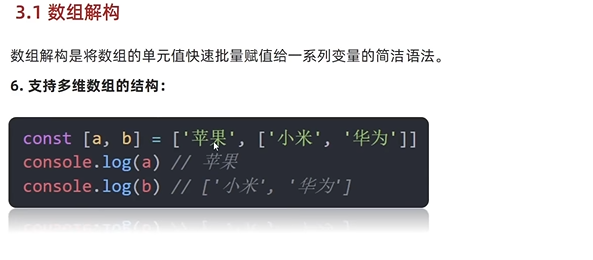 3.1 数组解构
数组解构是将数组的单元值快速批量赋值给一系列变量的简洁语法。
6. 支持多维数组的结构：
const [a, b] = ['苹果', ['小米', '华为']]
console.log(a) // 苹果
console.log(b) // ['小米', '华为']